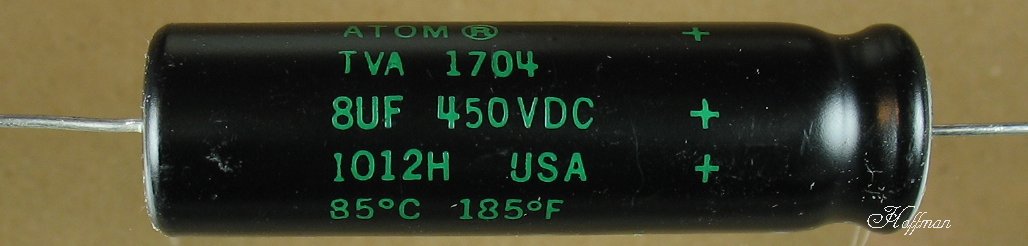 ATOM ® +
TVA 1704
8UF 450VDC +
1012H USA +
85°C 185°F
Hoffman